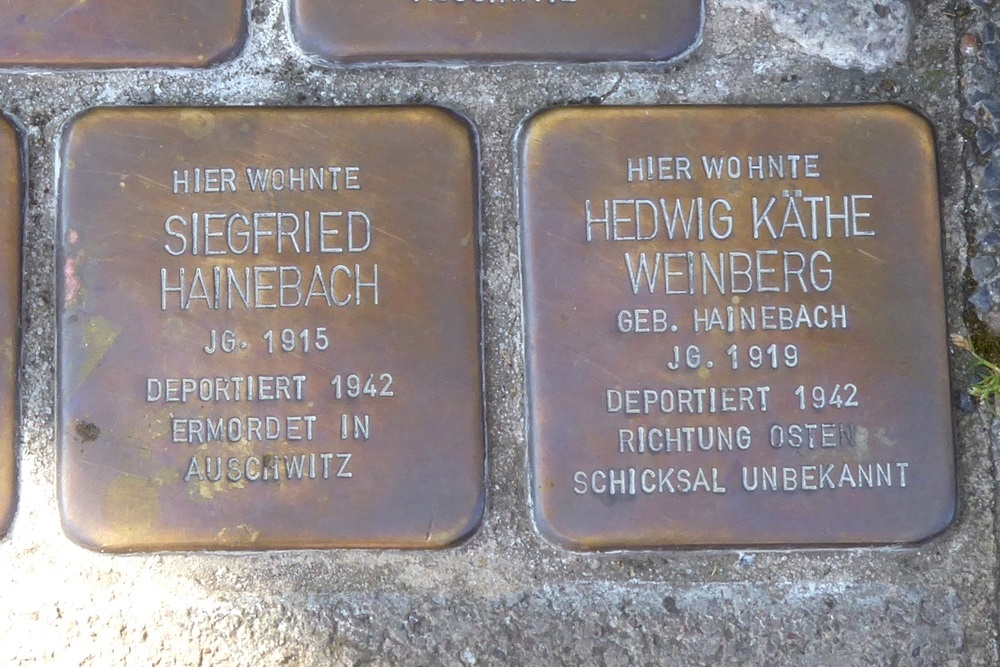 AUSCHWITZ
HIER WOHNTE
SIEGFRIED
HAINEBACH
JG. 1915
DEPORTIERT 1942
ERMORDET IN
AUSCHWITZ
HIER WOHNTE
HEDWIG KÄTHE
WEINBERG
GEB. HAINEBACH
JG. 1919
DEPORTIERT 1942
RICHTUNG OSTEN
SCHICKSAL UNBEKANNT